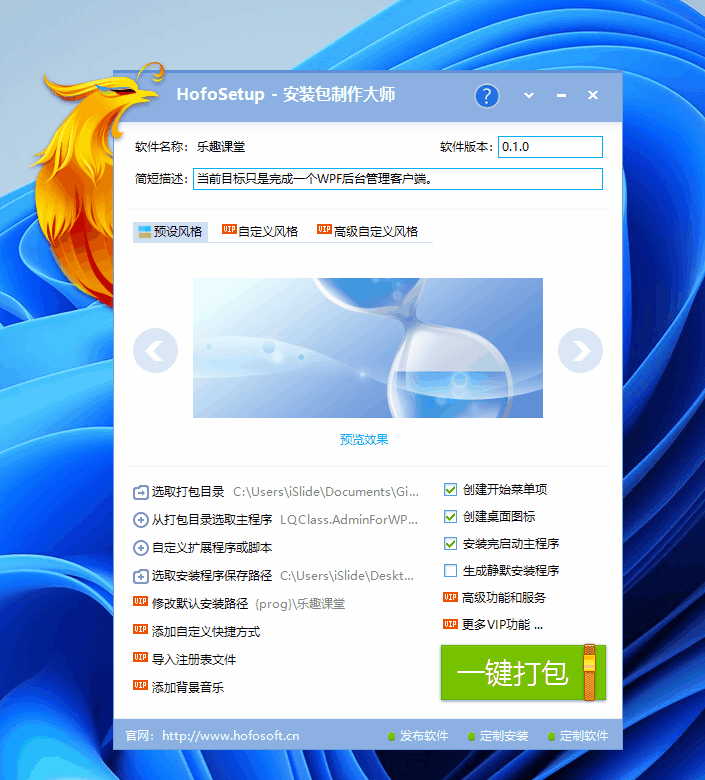 HofoSetup - 安装包制作大师
?
软件名称： 乐趣课堂 软件版本： 0.1.0
简短描述： 当前目标只是完成一个WPF后台管理客户端。
预设风格 VIP 自定义风格 VIP 高级自定义风格
预览效果
选取打包目录 C:\Users\iSlide\Documents\Gi...
从打包目录选取主程序 LQClass.AdminForWP...
自定义扩展程序或脚本
选取安装程序保存路径 C:\Users\iSlide\Deskt...
VIP 修改默认安装路径 {prog}\乐趣课堂
VIP 添加自定义快捷方式
VIP 导入注册表文件
VIP 添加背景音乐
创建开始菜单项
创建桌面图标
安装完启动主程序
生成静默安装程序
VIP 高级功能和服务
VIP 更多VIP功能 ...
一键打包
官网： http://www.hofosoft.cn 发布软件 定制安装 定制软件